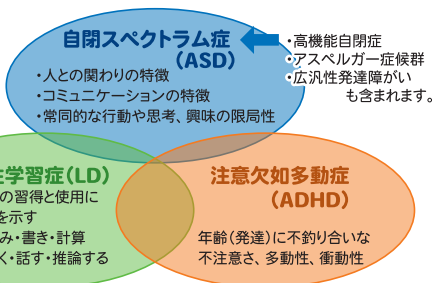 自閉スペクトラム症
(ASD)
・人との関わりの特徴
・コミュニケーションの特徴
・常同的な行動や思考、興味の限局性
・高機能自閉症
・アスペルガー症候群
・広汎性発達障がい
も含まれます。
性学習症(LD)
の習得と使用に
を示す
み・書き・計算
く・話す・推論する
注意欠如多動症
(ADHD)
年齢(発達)に不釣り合いな
不注意さ、多動性、衝動性